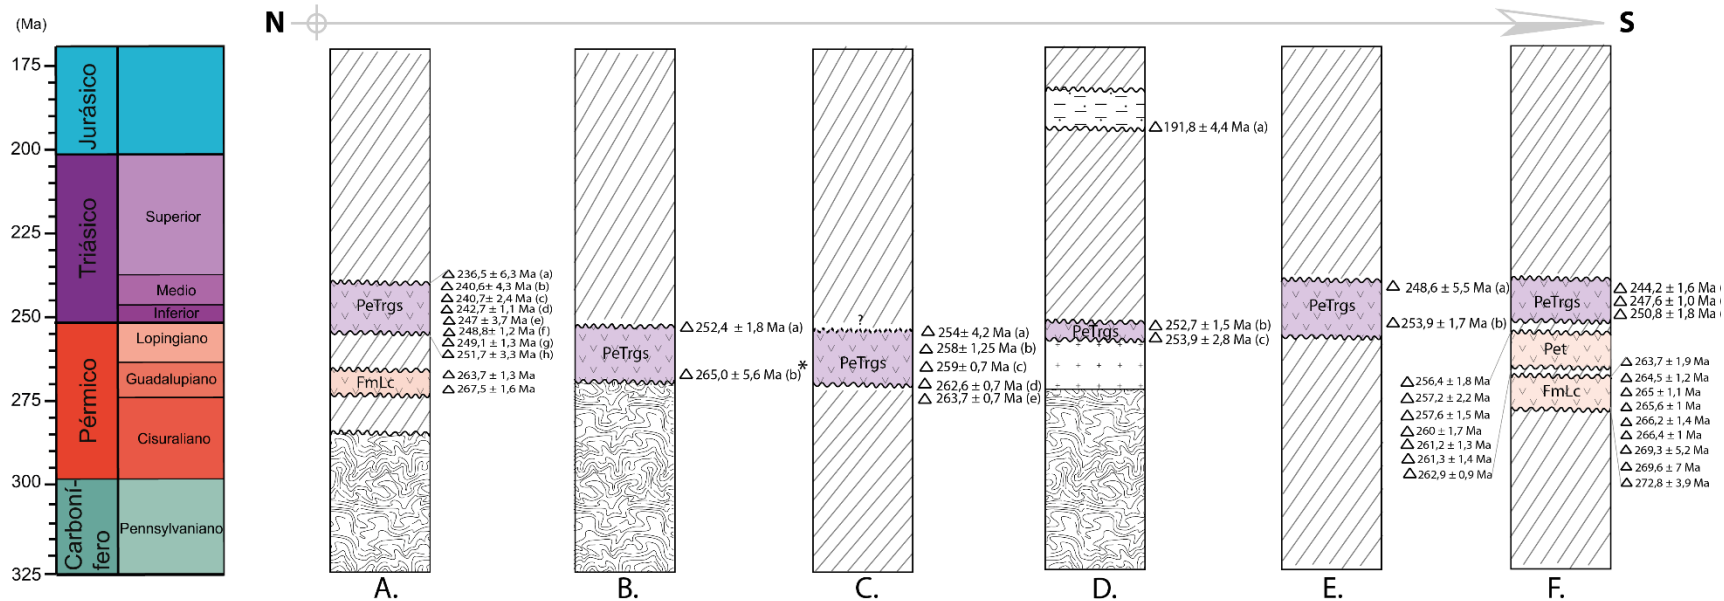 (Ma)
N
S
175
200
225
250
275
300
325
Jurásico
Triásico
Pérmico
Carboní-
fero
Superior
Medio
Inferior
Lopingiano
Guadalupiano
Cisuraliano
Pennsylvaniano
PeTrgs
FmLc
236,5 ± 6,3 Ma (a)
240,6± 4,3 Ma (b)
240,7± 2,4 Ma (c)
242,7± 1,1 Ma (d)
247 ± 3,7 Ma (e)
248,8± 1,2 Ma (f)
249,1 ± 1,3 Ma (g)
251,7 ± 3,3 Ma (h)
263,7 ± 1,3 Ma
267,5 ± 1,6 Ma
A.
PeTrgs
252,4 ± 1,8 Ma (a)
265,0 ± 5,6 Ma (b)
B.
?
*
PeTrgs
254± 4,2 Ma (a)
258± 1,25 Ma (b)
259± 0,7 Ma (c)
262,6 ± 0,7 Ma (d)
263,7 ± 0,7 Ma (e)
C.
191,8 ± 4,4 Ma (a)
PeTrgs
252,7 ± 1,5 Ma (b)
253,9 ± 2,8 Ma (c)
D.
PeTrgs
248,6 ± 5,5 Ma (a)
253,9 ± 1,7 Ma (b)
E.
PeTrgs
Pet
FmLc
244,2 ± 1,6 Ma (
247,6 ± 1,0 Ma (
250,8 ± 1,8 Ma (
256,4 ± 1,8 Ma
257,2 ± 2,2 Ma
257,6 ± 1,5 Ma
260 ± 1,7 Ma
261,2 ± 1,3 Ma
261,3 ± 1,4 Ma
262,9 ± 0,9 Ma
263,7 ± 1,9 Ma
264,5 ± 1,2 Ma
265 ± 1,1 Ma
265,6 ± 1 Ma
266,2 ± 1,4 Ma
266,4 ± 1 Ma
269,3 ± 5,2 Ma
269,6 ± 7 Ma
272,8 ± 3,9 Ma
F.